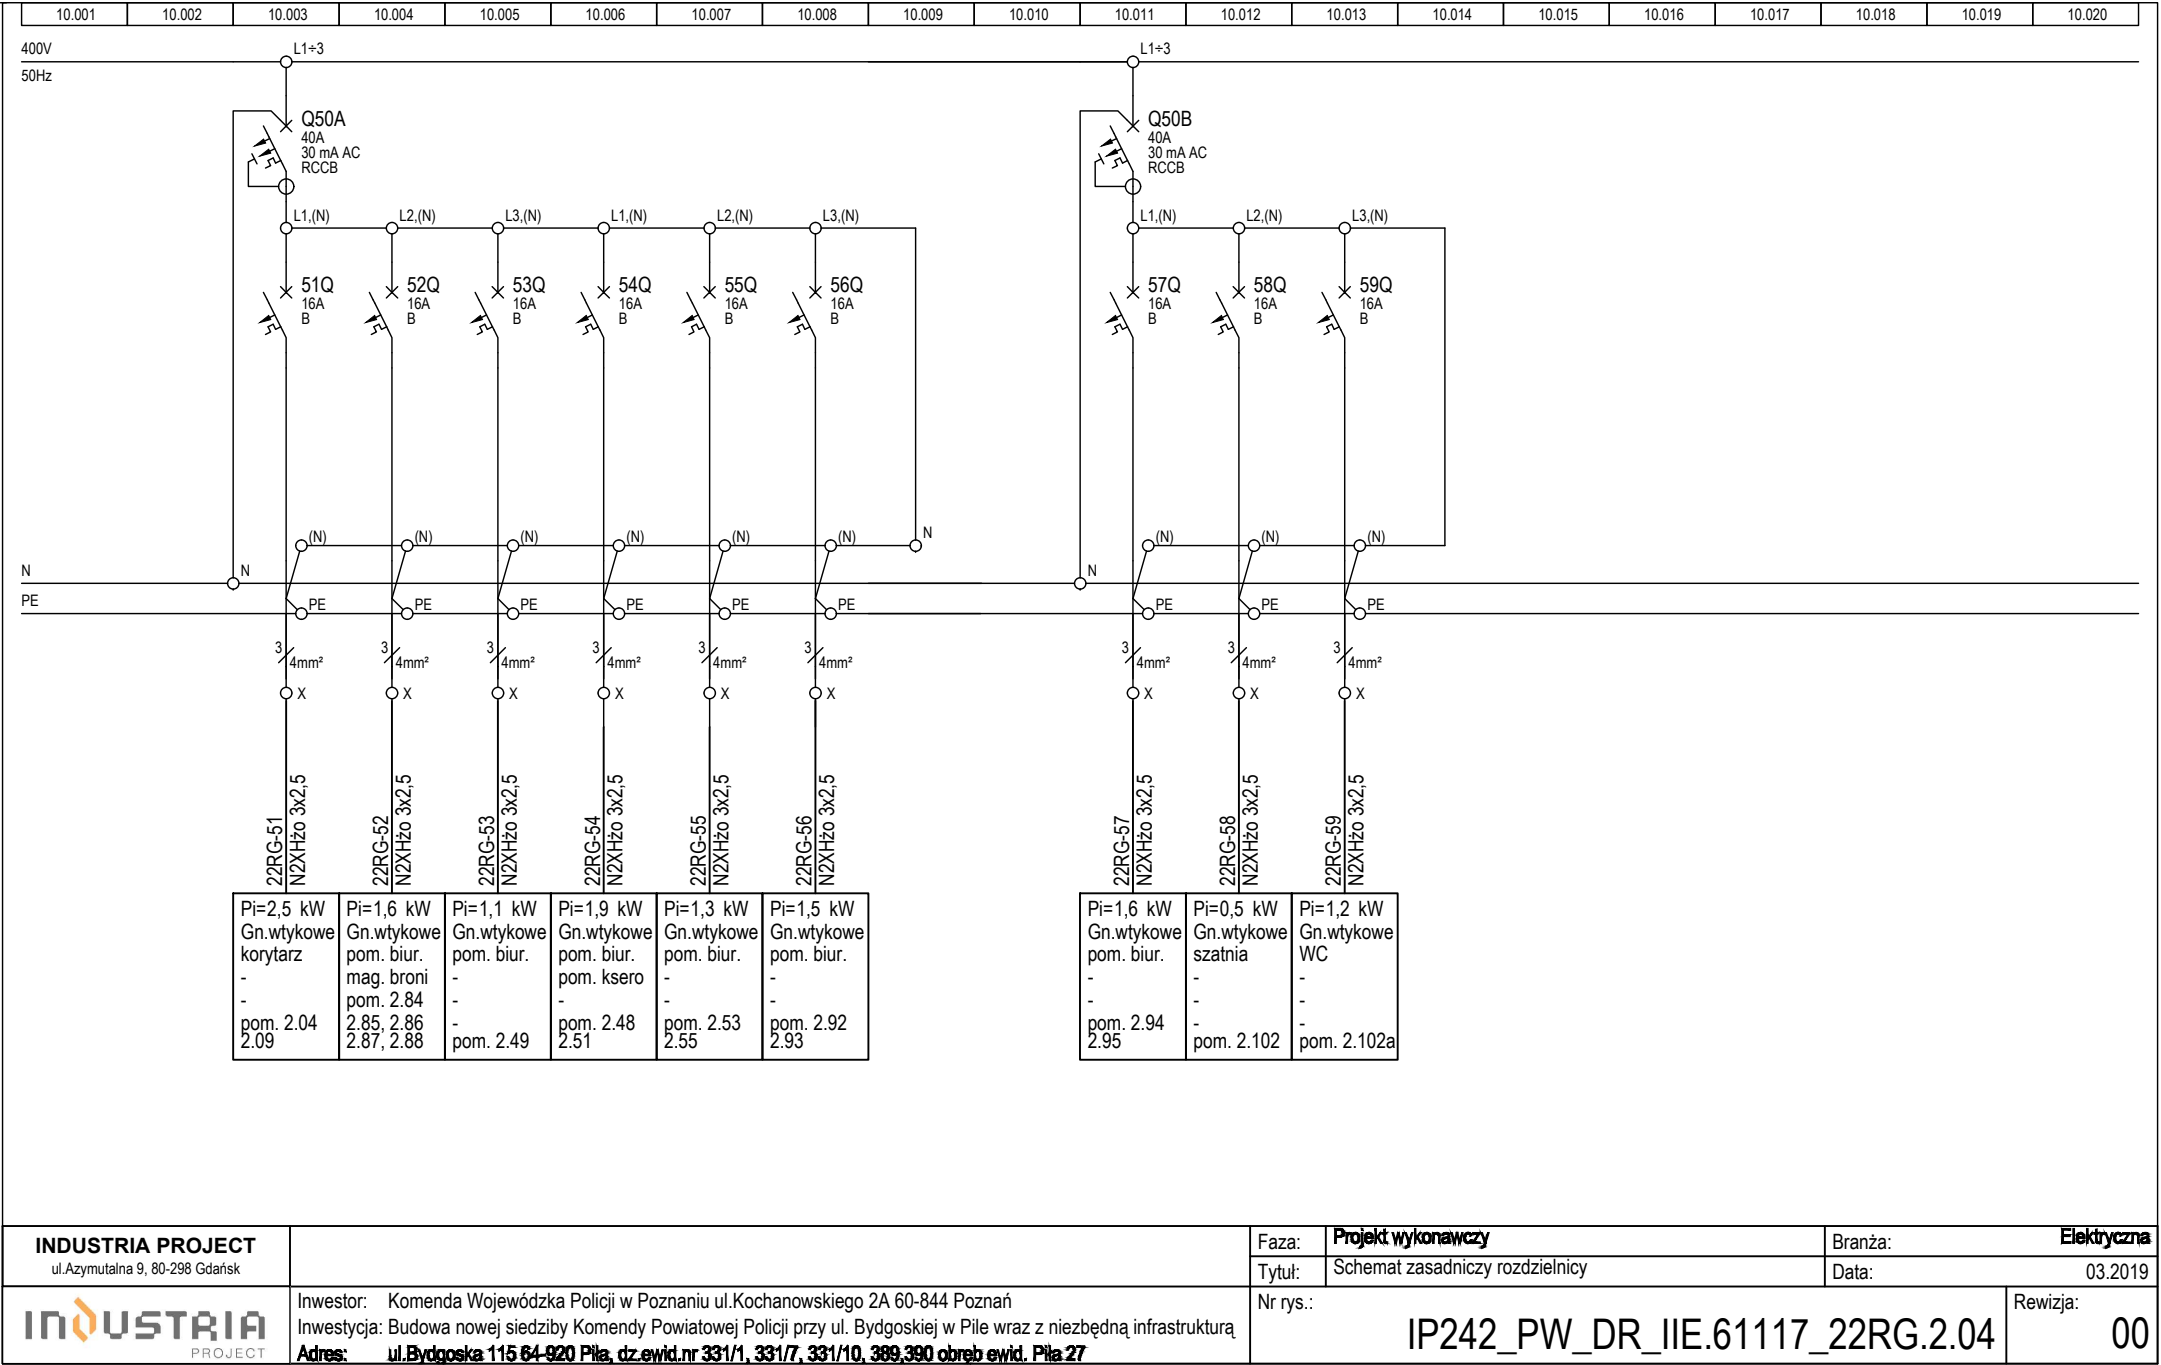 10.001 10.002 10.003 10.004 10.005 10.006 10.007 10.008 10.009 10.010 10.011 10.012 10.013 10.014 10.015 10.016 10.017 10.018 10.019 10.020
400V
50Hz
L1÷3 L1÷3
Q50A
40A
30 mA AC
RCCB
Q50B
40A
30 mA AC
RCCB
L1,(N) L2,(N) L3,(N) L1,(N) L2,(N) L3,(N) L1,(N) L2,(N) L3,(N)
51Q
16A
B
52Q
16A
B
53Q
16A
B
54Q
16A
B
55Q
16A
B
56Q
16A
B
57Q
16A
B
58Q
16A
B
59Q
16A
B
(N) (N) (N) (N) (N) (N) N (N) (N) (N)
N N N
PE PE PE PE PE PE PE PE PE PE
3 3 3 3 3 3 3 3 3
4mm² 4mm² 4mm² 4mm² 4mm² 4mm² 4mm² 4mm² 4mm²
X X X X X X X X X
22RG-51
N2XHżo 3x2,5
22RG-52
N2XHżo 3x2,5
22RG-53
N2XHżo 3x2,5
22RG-54
N2XHżo 3x2,5
22RG-55
N2XHżo 3x2,5
22RG-56
N2XHżo 3x2,5
22RG-57
N2XHżo 3x2,5
22RG-58
N2XHżo 3x2,5
22RG-59
N2XHżo 3x2,5
Pi=2,5 kW
Gn.wtykowe
korytarz
-
-
pom. 2.04
2.09
Pi=1,6 kW
Gn.wtykowe
pom. biur.
mag. broni
pom. 2.84
2.85, 2.86
2.87, 2.88
Pi=1,1 kW
Gn.wtykowe
pom. biur.
-
-
-
pom. 2.49
Pi=1,9 kW
Gn.wtykowe
pom. biur.
pom. ksero
-
pom. 2.48
2.51
Pi=1,3 kW
Gn.wtykowe
pom. biur.
-
-
pom. 2.53
2.55
Pi=1,5 kW
Gn.wtykowe
pom. biur.
-
-
pom. 2.92
2.93
Pi=1,6 kW
Gn.wtykowe
pom. biur.
-
-
pom. 2.94
2.95
Pi=0,5 kW
Gn.wtykowe
szatnia
-
-
-
pom. 2.102
Pi=1,2 kW
Gn.wtykowe
WC
-
-
-
pom. 2.102a
INDUSTRIA PROJECT
ul.Azymutalna 9, 80-298 Gdańsk
INDUSTRIA
PROJECT
Inwestor: Komenda Wojewódzka Policji w Poznaniu ul.Kochanowskiego 2A 60-844 Poznań
Inwestycja: Budowa nowej siedziby Komendy Powiatowej Policji przy ul. Bydgoskiej w Pile wraz z niezbędną infrastrukturą
Adres: ul.Bydgoska 115 64-920 Piła, dz.ewid.nr 331/1, 331/7, 331/10, 389,390 obręb ewid. Piła 27
Faza: Projekt wykonawczy
Branża: Elektryczna
Tytuł: Schemat zasadniczy rozdzielnicy
Data: 03.2019
Nr rys.: IP242_PW_DR_IIE.61117_22RG.2.04
Rewizja: 00